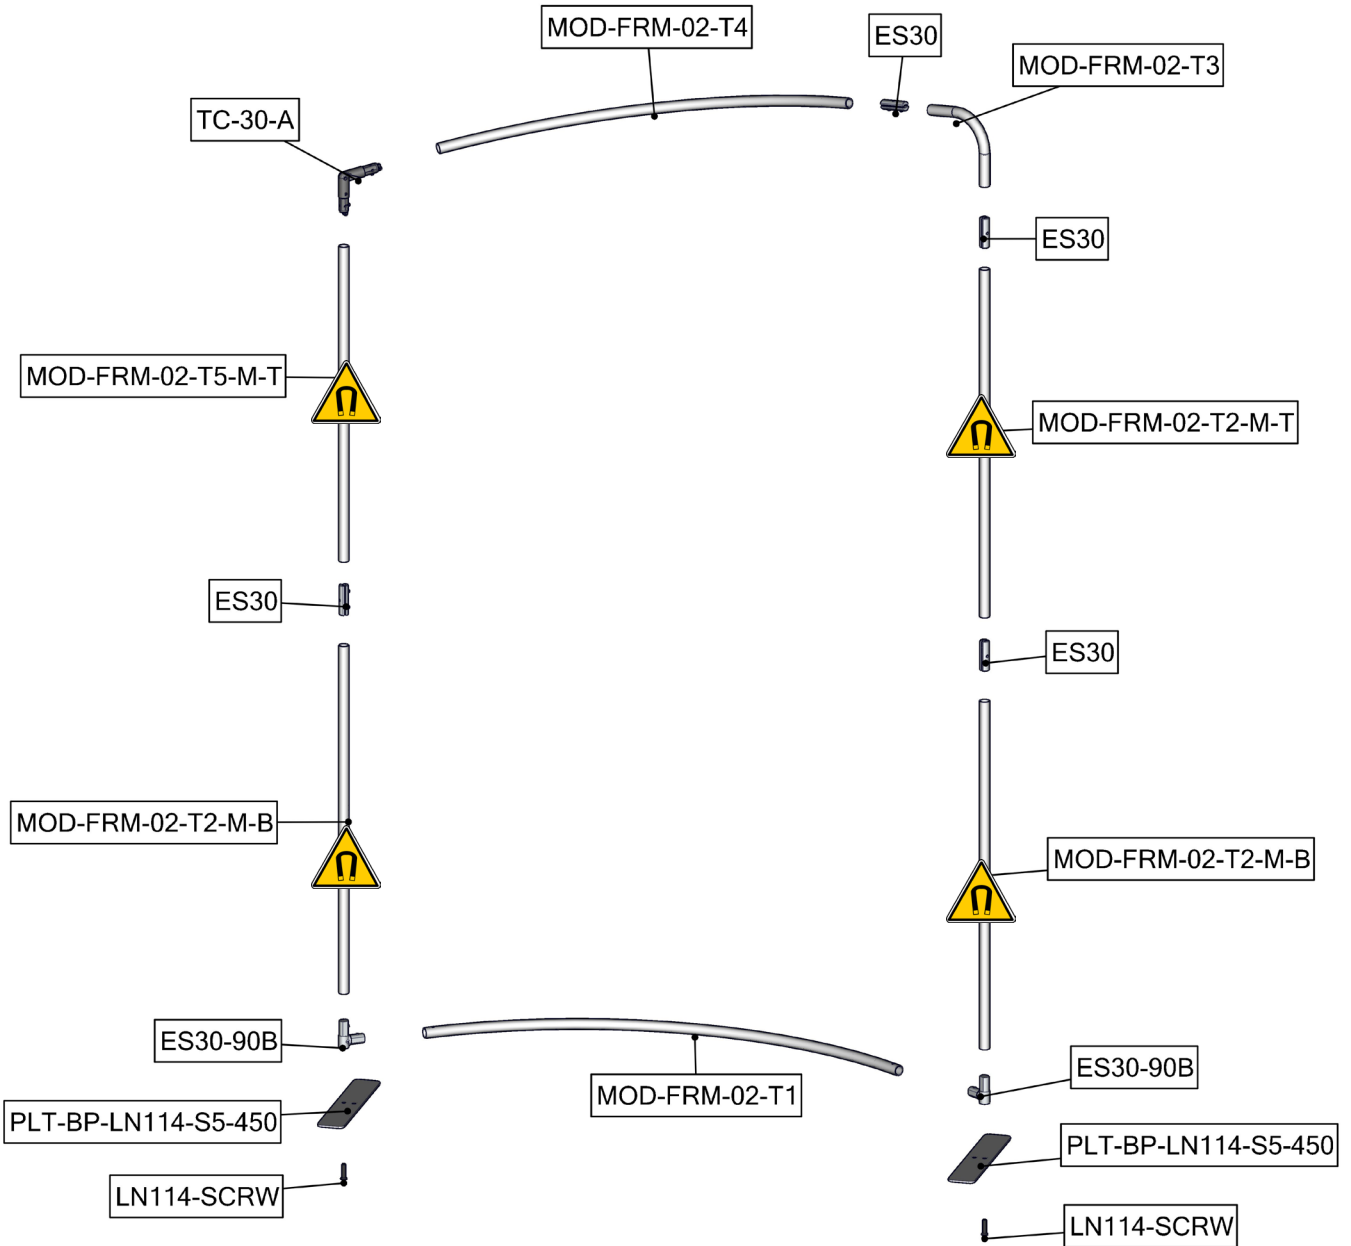 MOD-FRM-02-T4
ES30
MOD-FRM-02-T3
TC-30-A
ES30
MOD-FRM-02-T5-M-T
MOD-FRM-02-T2-M-T
ES30
ES30
MOD-FRM-02-T2-M-B
MOD-FRM-02-T2-M-B
ES30-90B
ES30-90B
MOD-FRM-02-T1
PLT-BP-LN114-S5-450
PLT-BP-LN114-S5-450
LN114-SCRW
LN114-SCRW